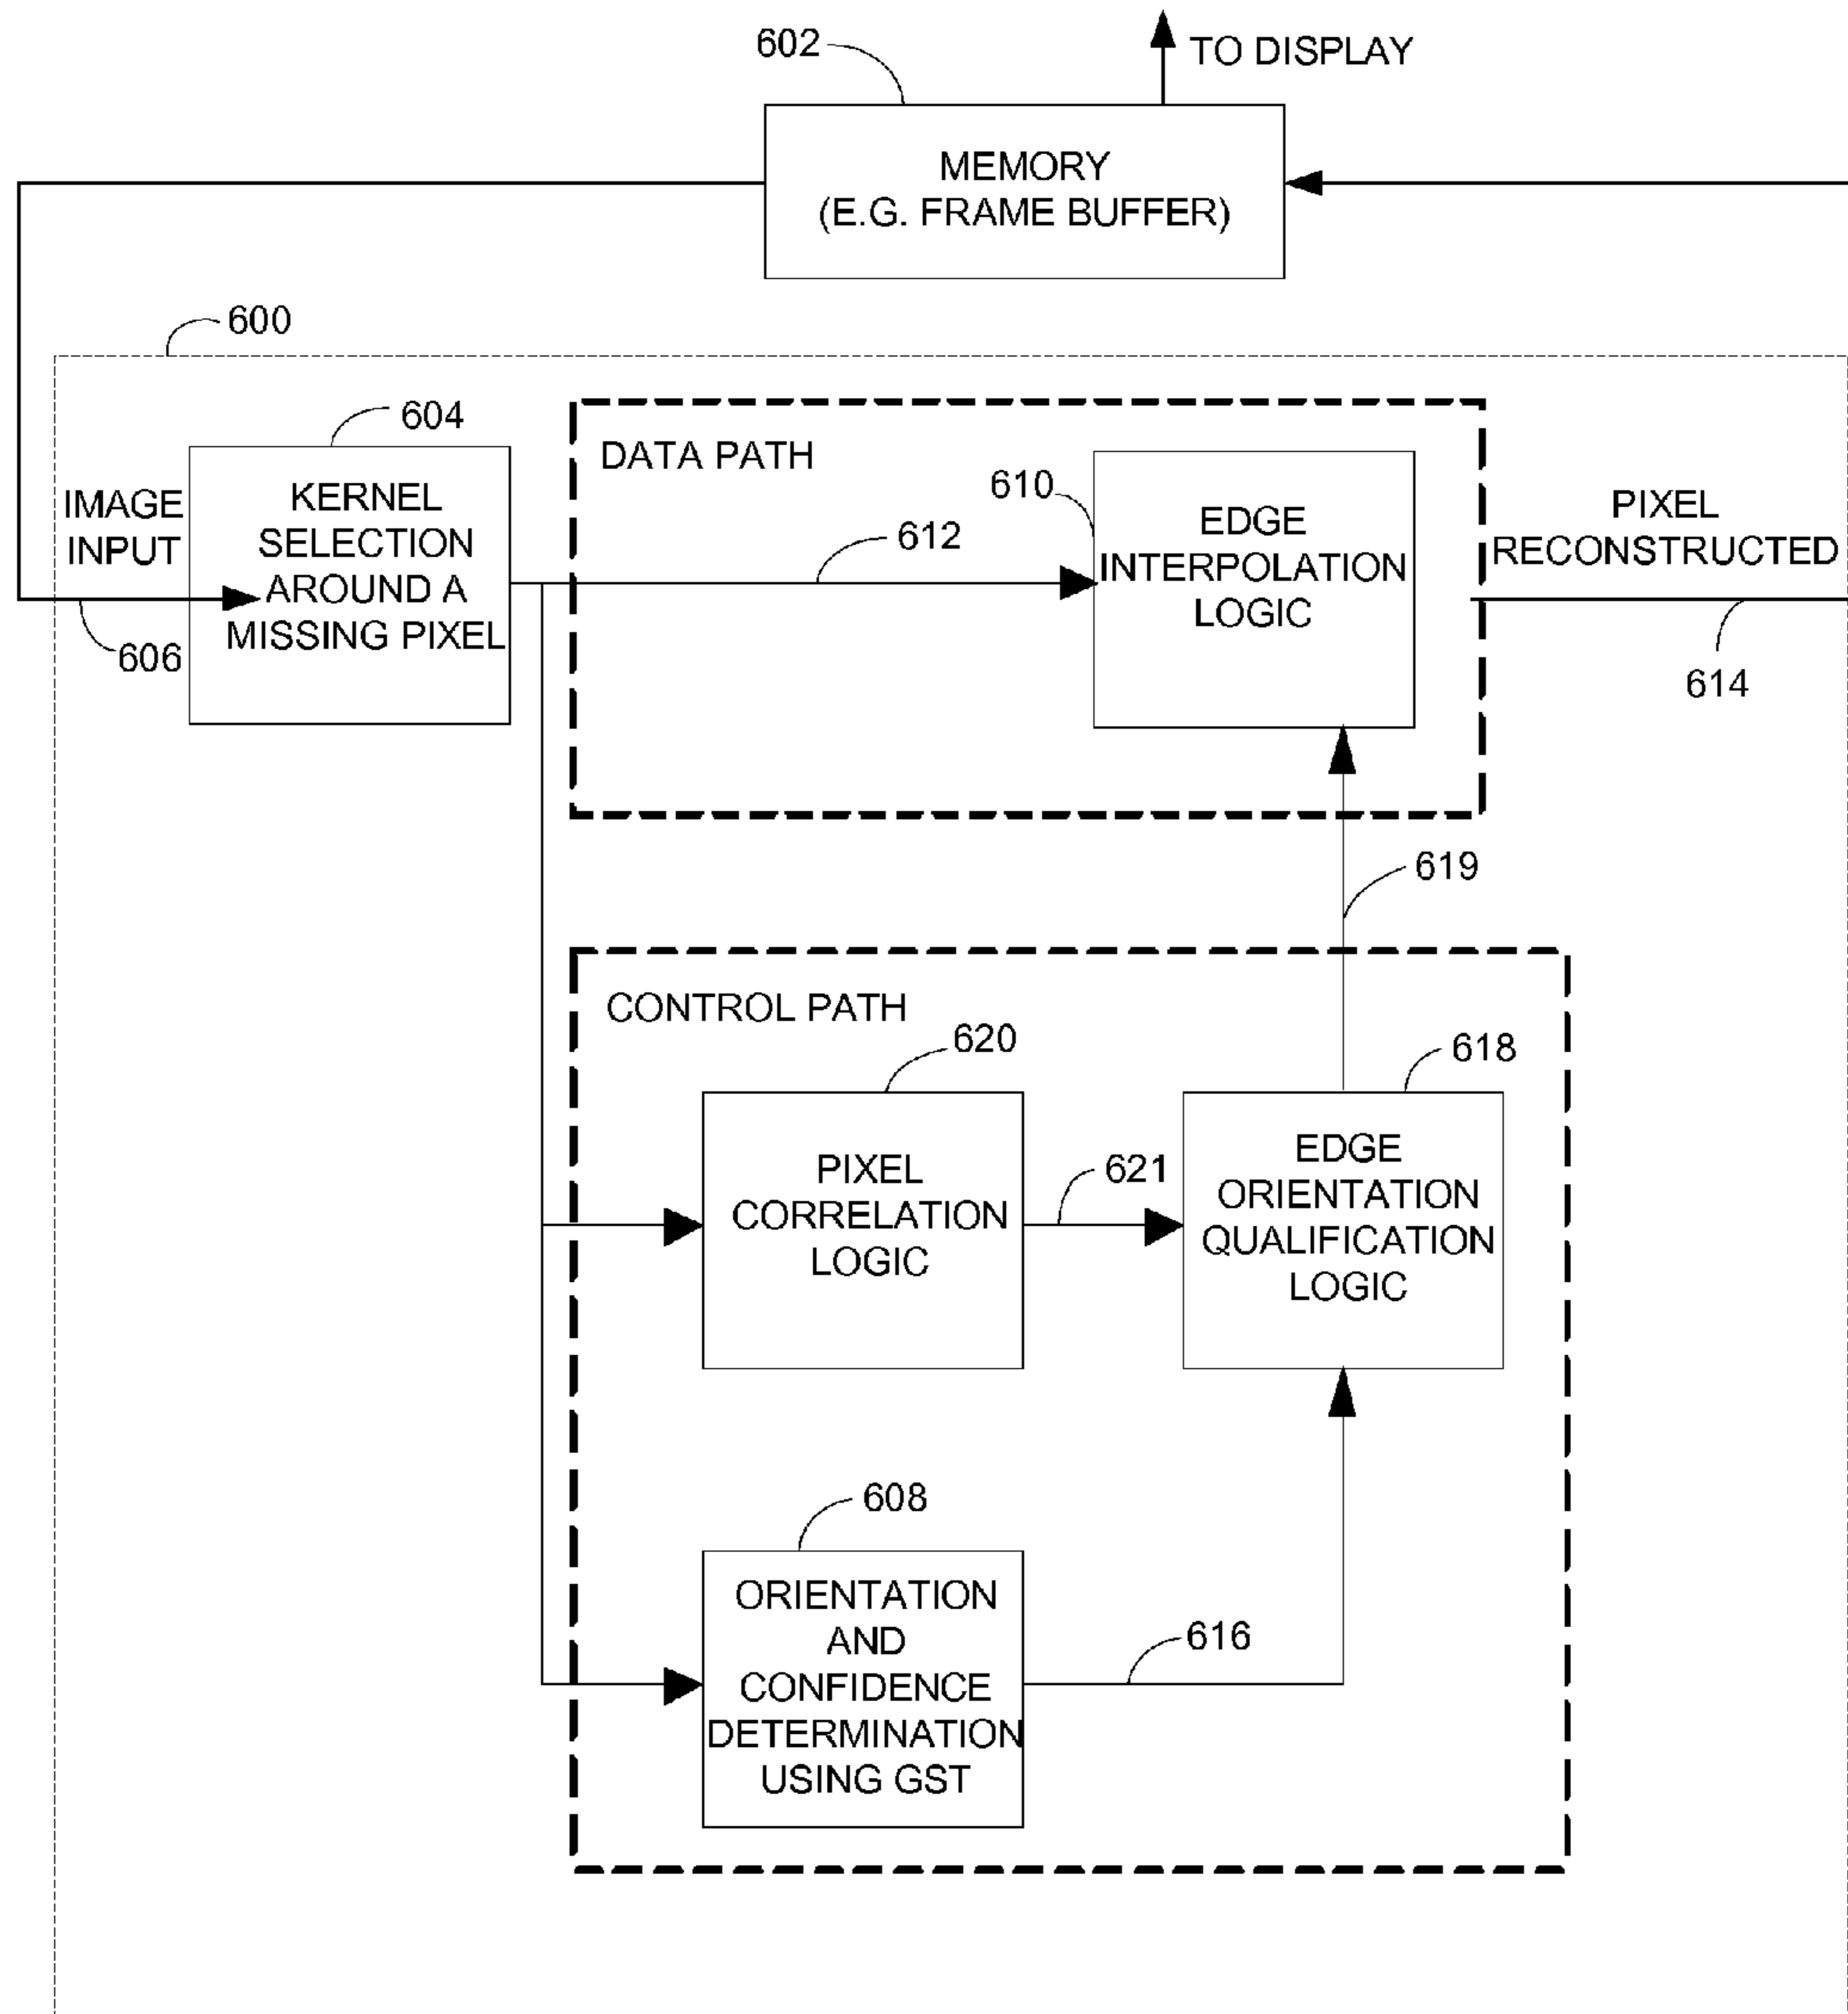 602
TO DISPLAY
MEMORY
(E.G. FRAME BUFFER)
600
604
DATA PATH
IMAGE
INPUT
KERNEL
SELECTION
AROUND A
MISSING PIXEL
606
612
610
EDGE
INTERPOLATION
LOGIC
PIXEL
RECONSTRUCTED
614
619
CONTROL PATH
620
618
PIXEL
CORRELATION
LOGIC
621
EDGE
ORIENTATION
QUALIFICATION
LOGIC
608
ORIENTATION
AND
CONFIDENCE
DETERMINATION
USING GST
616